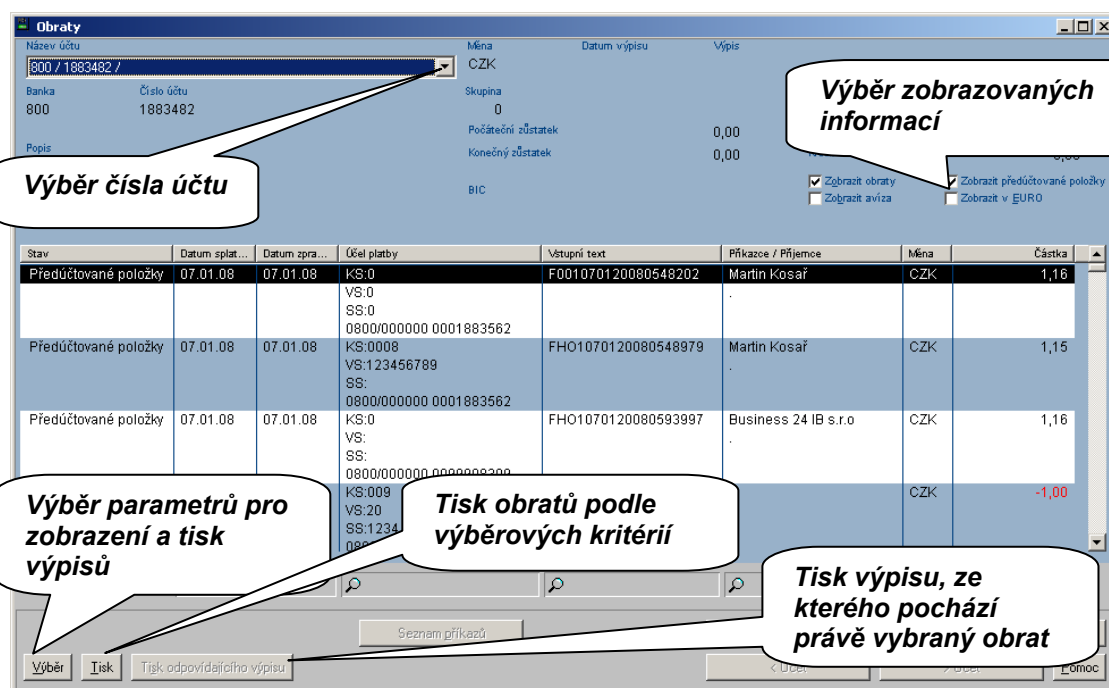 Obraty
Název účtu
Měna
Datum výpisu
Výpis
800 / 1883482 /
CZK
Banka
Číslo účtu
Skupina
800
1883482
0
Výběr zobrazovaných
informací
Počáteční zůstatek
0,00
Popis
Konečný zůstatek
0,00
Výběr čísla účtu
BIC
Zobrazit obraty
Zobrazit předúčtované položky
Zobrazit avíza
Zobrazit v EURO
Stav
Datum splat...
Datum zpra...
Účel platby
Vstupní text
Příkazce / Příjemce
Měna
Částka
Předúčtované položky 07.01.08 07.01.08 KS:0 F001070120080548202 Martin Kosař CZK 1,16
VS:0 .
SS:0
0800/000000 0001883562
Předúčtované položky 07.01.08 07.01.08 KS:0008 FHO1070120080548979 Martin Kosař CZK 1,15
VS:123456789 .
SS:
0800/000000 0001883562
Předúčtované položky 07.01.08 07.01.08 KS:0 FHO1070120080593997 Business 24 IB s.r.o CZK 1,16
VS: .
SS:
0800/000000
KS:009 CZK -1,00
VS:20
SS:1234
Výběr parametrů pro
zobrazení a tisk
výpisů
Tisk obratů podle
výběrových kritérií
Tisk výpisu, ze
kterého pochází
právě vybraný obrat
Seznam příkazů
Výběr
Tisk
Tisk odpovídajícího výpisu
Pomoc